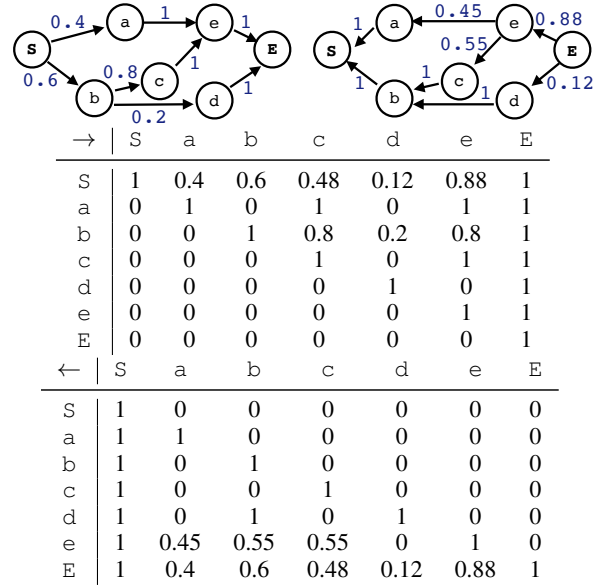 0.4 a 1 e 1
S E
0.6 0.8 c 1
b d 1
0.2
a 0.45 e 0.88
1 0.55
S E
1 1 c 0.12
b 1 d
→ S a b c d e E
S 1 0.4 0.6 0.48 0.12 0.88 1
a 0 1 0 1 0 1 1
b 0 0 1 0.8 0.2 0.8 1
c 0 0 0 1 0 1 1
d 0 0 0 0 1 0 1
e 0 0 0 0 0 1 1
E 0 0 0 0 0 0 1
← S a b c d e E
S 1 0 0 0 0 0 0
a 1 1 0 0 0 0 0
b 1 0 1 0 0 0 0
c 1 0 0 1 0 0 0
d 1 0 1 0 1 0 0
e 1 0.45 0.55 0.55 0 1 0
E 1 0.4 0.6 0.48 0.12 0.88 1